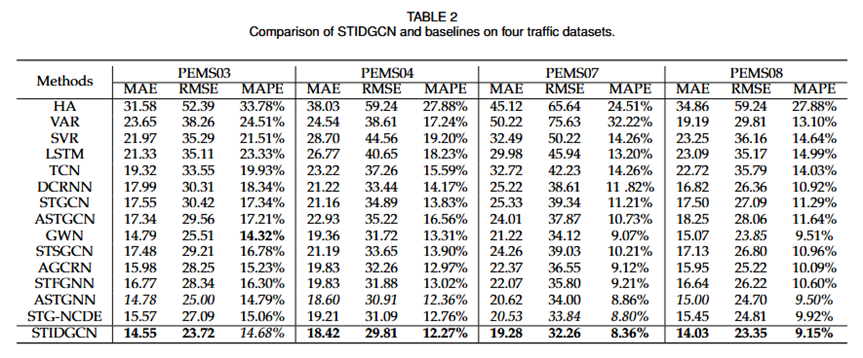 TABLE 2
Comparison of STIDGCN and baselines on four traffic datasets.
Methods PEMS03 PEMS04 PEMS07 PEMS08
MAE RMSE MAPE MAE RMSE MAPE MAE RMSE MAPE MAE RMSE MAPE
HA 31.58 52.39 33.78% 38.03 59.24 27.88% 45.12 65.64 24.51% 34.86 59.24 27.88%
VAR 23.65 38.26 24.51% 24.54 38.61 17.24% 50.22 75.63 32.22% 19.19 29.81 13.10%
SVR 21.97 35.29 21.51% 28.70 44.56 19.20% 32.49 50.22 14.26% 23.25 36.16 14.64%
LSTM 21.33 35.11 23.33% 26.77 40.65 18.23% 29.98 45.94 13.20% 23.09 35.17 14.99%
TCN 19.32 33.55 19.93% 23.22 37.26 15.59% 32.72 42.23 14.26% 22.72 35.79 14.03%
DCRNN 17.99 30.31 18.34% 21.22 33.44 14.17% 25.22 38.61 11 .82% 16.82 26.36 10.92%
STGCN 17.55 30.42 17.34% 21.16 34.89 13.83% 25.33 39.34 11.21% 17.50 27.09 11.29%
ASTGCN 17.34 29.56 17.21% 22.93 35.22 16.56% 24.01 37.87 10.73% 18.25 28.06 11.64%
GWN 14.79 25.51 14.32% 19.36 31.72 13.31% 21.22 34.12 9.07% 15.07 23.85 9.51%
STSGCN 17.48 29.21 16.78% 21.19 33.65 13.90% 24.26 39.03 10.21% 17.13 26.80 10.96%
AGCRN 15.98 28.25 15.23% 19.83 32.26 12.97% 22.37 36.55 9.12% 15.95 25.22 10.09%
STFGNN 16.77 28.34 16.30% 19.83 31.88 13.02% 22.07 35.80 9.21% 16.64 26.22 10.60%
ASTGNN 14.78 25.00 14.79% 18.60 30.91 12.36% 20.62 34.00 8.86% 15.00 24.70 9.50%
STG-NCDE 15.57 27.09 15.06% 19.21 31.09 12.76% 20.53 33.84 8.80% 15.45 24.81 9.92%
STIDGCN 14.55 23.72 14.68% 18.42 29.81 12.27% 19.28 32.26 8.36% 14.03 23.35 9.15%